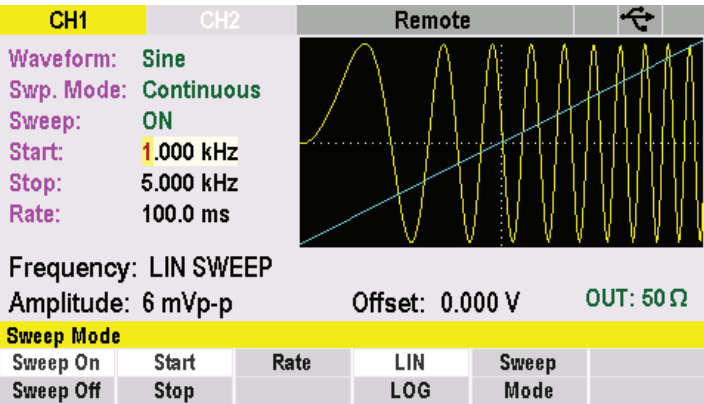 CH1 CH2 Remote
Waveform: Sine
Swp. Mode: Continuous
Sweep: ON
Start: 1.000 kHz
Stop: 5.000 kHz
Rate: 100.0 ms
Frequency: LIN SWEEP
Amplitude: 6 mVp-p Offset: 0.000 V OUT: 50 Ω
Sweep Mode
Sweep On Start Rate LIN Sweep
Sweep Off Stop LOG Mode